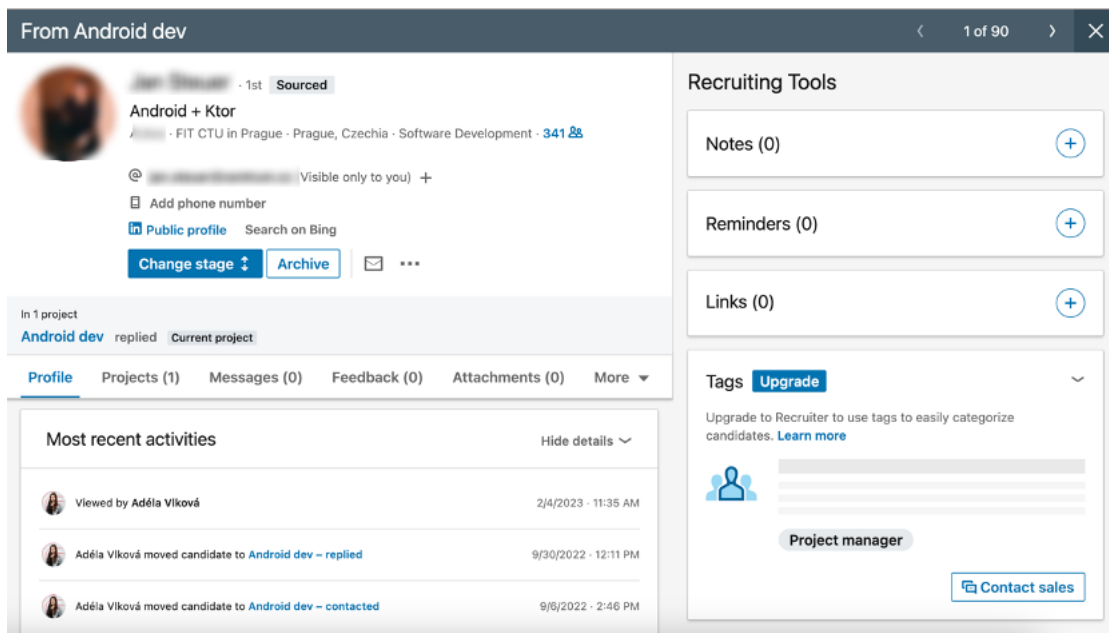 From Android dev
1 of 90
· 1st Sourced
Android + Ktor
· FIT CTU in Prague · Prague, Czechia · Software Development · 341
Visible only to you) +
Add phone number
in Public profile Search on Bing
Change stage Archive
In 1 project
Android dev replied Current project
Profile Projects (1) Messages (0) Feedback (0) Attachments (0) More
Most recent activities Hide details
Viewed by Adéla Vlková 2/4/2023 · 11:35 AM
Adéla Vlková moved candidate to Android dev – replied 9/30/2022 · 12:11 PM
Adéla Vlková moved candidate to Android dev – contacted 9/6/2022 · 2:46 PM
Recruiting Tools
Notes (0)
Reminders (0)
Links (0)
Tags Upgrade
Upgrade to Recruiter to use tags to easily categorize
candidates. Learn more
Project manager
Contact sales